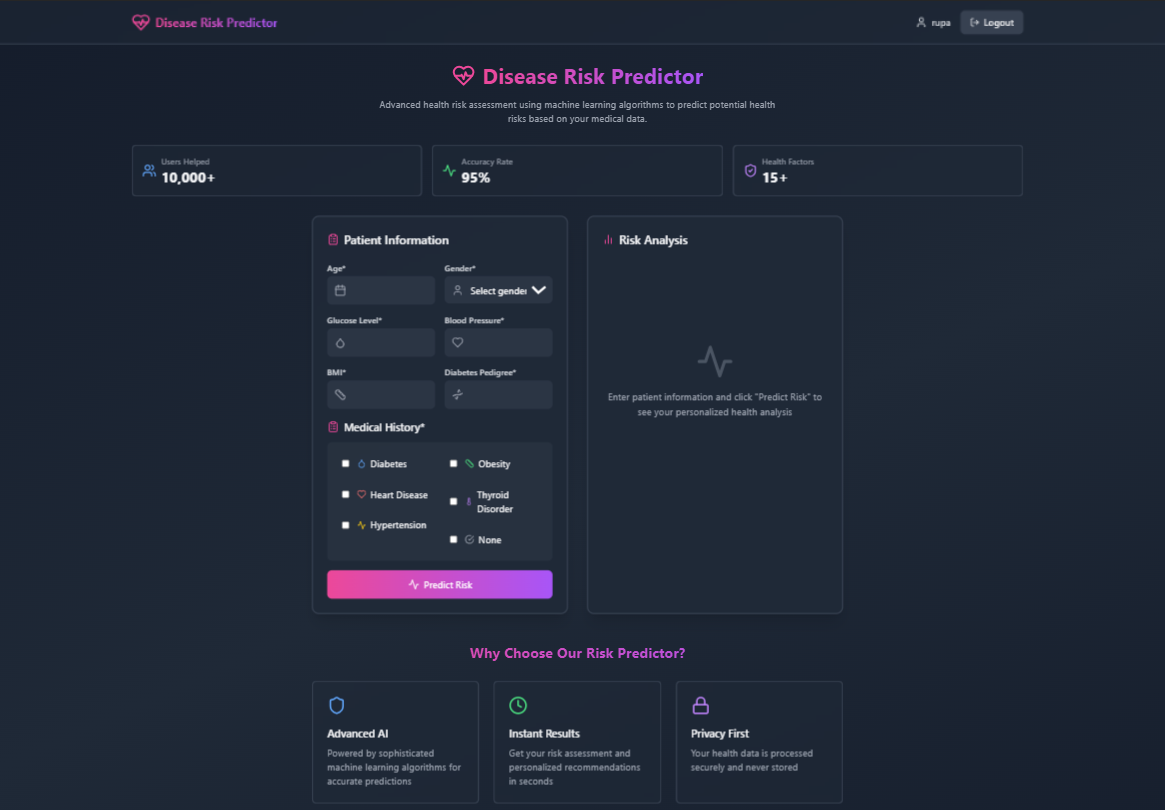 Disease Risk Predictor
rupa
Logout
Disease Risk Predictor
Advanced health risk assessment using machine learning algorithms to predict potential health
risks based on your medical data.
Users Helped
10,000+
Accuracy Rate
95%
Health Factors
15+
Patient Information
Age*
Gender*
Select gender
Glucose Level*
Blood Pressure*
BMI*
Diabetes Pedigree*
Medical History*
Diabetes
Obesity
Heart Disease
Thyroid
Disorder
Hypertension
None
Predict Risk
Risk Analysis
Enter patient information and click "Predict Risk" to
see your personalized health analysis
Why Choose Our Risk Predictor?
Advanced AI
Powered by sophisticated
machine learning algorithms for
accurate predictions
Instant Results
Get your risk assessment and
personalized recommendations
in seconds
Privacy First
Your health data is processed
securely and never stored